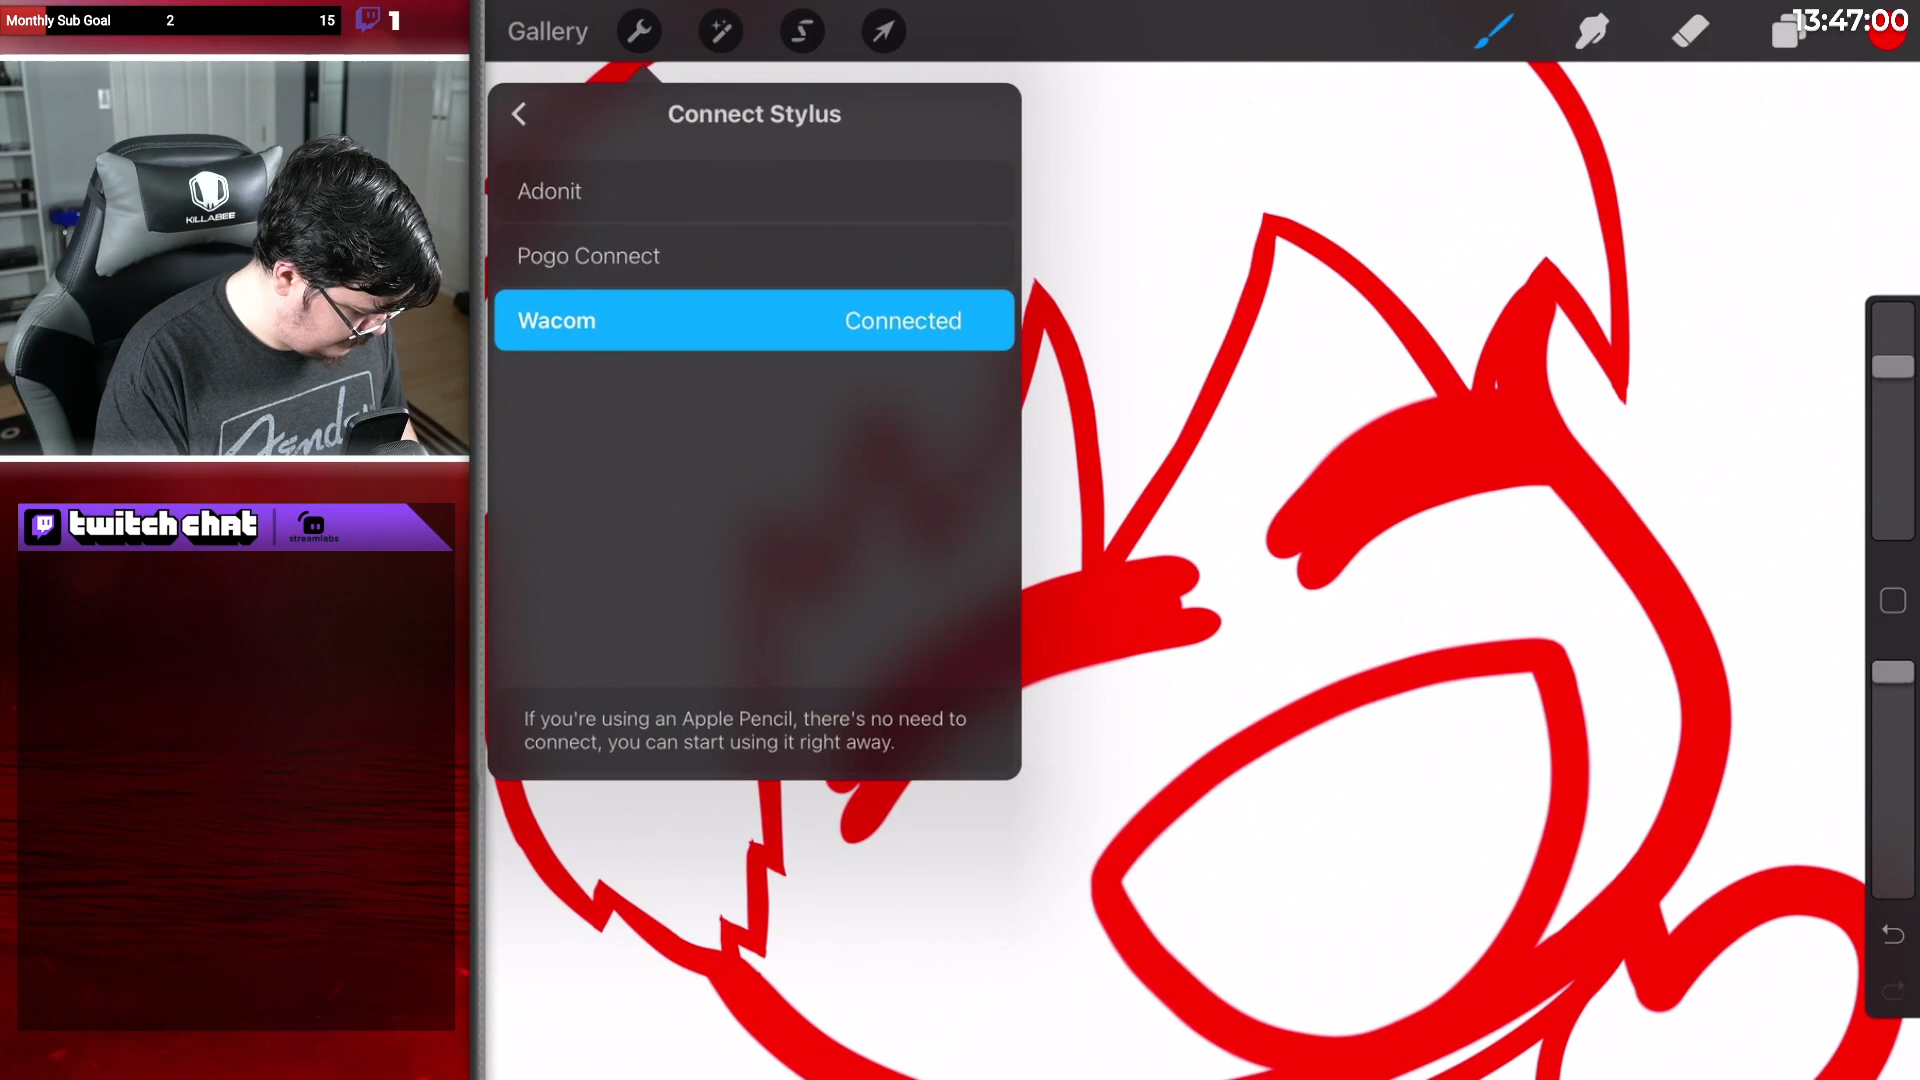 Monthly Sub Goal 2 15 1
Gallery
13:47:00
Connect Stylus
Adonit
Pogo Connect
Wacom Connected
If you're using an Apple Pencil, there's no need to
connect, you can start using it right away.
KILLABEE
Fender
twitch chat
streamlabs